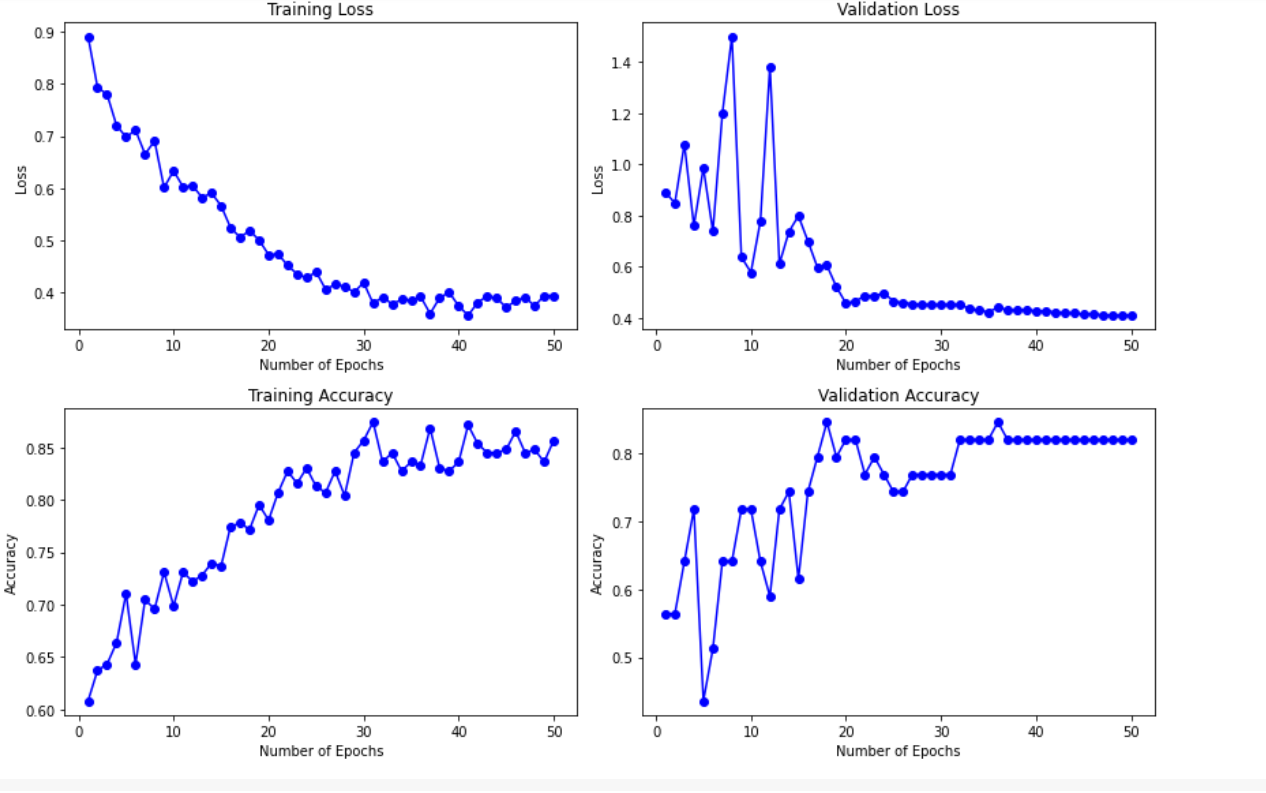 Training Loss
Validation Loss
0.9
0.8
0.7
0.6
0.5
0.4
Loss
0 10 20 30 40 50
Number of Epochs
1.4
1.2
1.0
0.8
0.6
0.4
Loss
0 10 20 30 40 50
Number of Epochs
Training Accuracy
Validation Accuracy
0.85
0.80
0.75
0.70
0.65
0.60
Accuracy
0 10 20 30 40 50
Number of Epochs
0.8
0.7
0.6
0.5
Accuracy
0 10 20 30 40 50
Number of Epochs